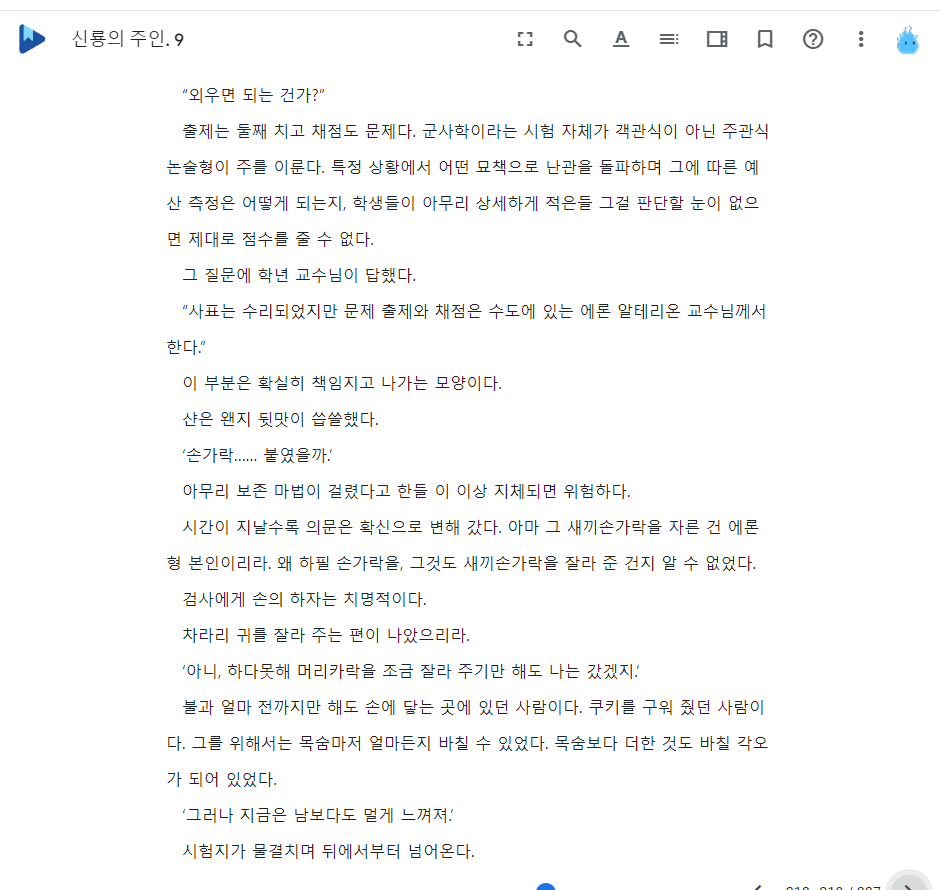 신룡의 주인. 9
“외우면 되는 건가?”
출제는 둘째 치고 채점도 문제다. 군사학이라는 시험 자체가 객관식이 아닌 주관식
논술형이 주를 이룬다. 특정 상황에서 어떤 묘책으로 난관을 돌파하며 그에 따른 예
산 측정은 어떻게 되는지, 학생들이 아무리 상세하게 적은들 그걸 판단할 눈이 없으
면 제대로 점수를 줄 수 없다.
그 질문에 학년 교수님이 답했다.
“사표는 수리되었지만 문제 출제와 채점은 수도에 있는 에론 알테리온 교수님께서
한다.”
이 부분은 확실히 책임지고 나가는 모양이다.
샨은 왠지 뒷맛이 씁쓸했다.
‘손가락…… 붙였을까.’
아무리 보존 마법이 걸렸다고 한들 이 이상 지체되면 위험하다.
시간이 지날수록 의문은 확신으로 변해 갔다. 아마 그 새끼손가락을 자른 건 에론
형 본인이리라. 왜 하필 손가락을, 그것도 새끼손가락을 잘라 준 건지 알 수 없었다.
검사에게 손의 하자는 치명적이다.
차라리 귀를 잘라 주는 편이 나았으리라.
‘아니, 하다못해 머리카락을 조금 잘라 주기만 해도 나는 갔겠지.’
불과 얼마 전까지만 해도 손에 닿는 곳에 있던 사람이다. 쿠키를 구워 줬던 사람이
다. 그를 위해서는 목숨마저 얼마든지 바칠 수 있었다. 목숨보다 더한 것도 바칠 각오
가 되어 있었다.
‘그러나 지금은 남보다도 멀게 느껴져.’
시험지가 물결치며 뒤에서부터 넘어온다.